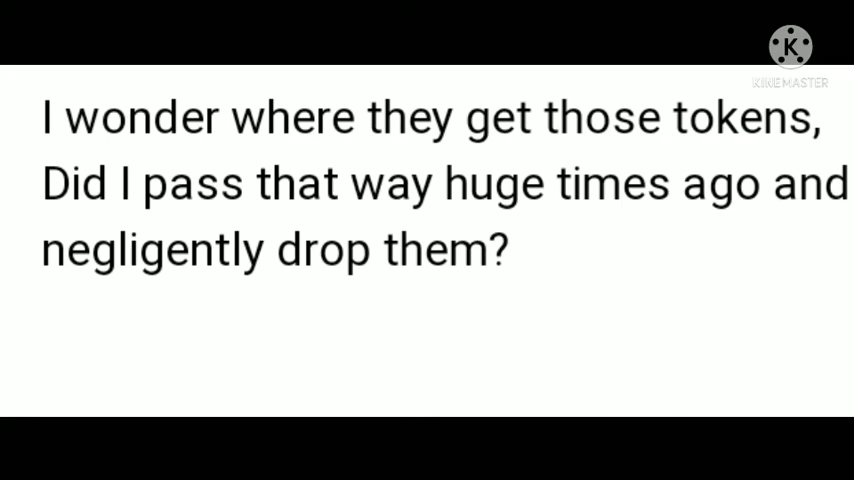 K
KINEMASTER
I wonder where they get those tokens,
Did I pass that way huge times ago and
negligently drop them?